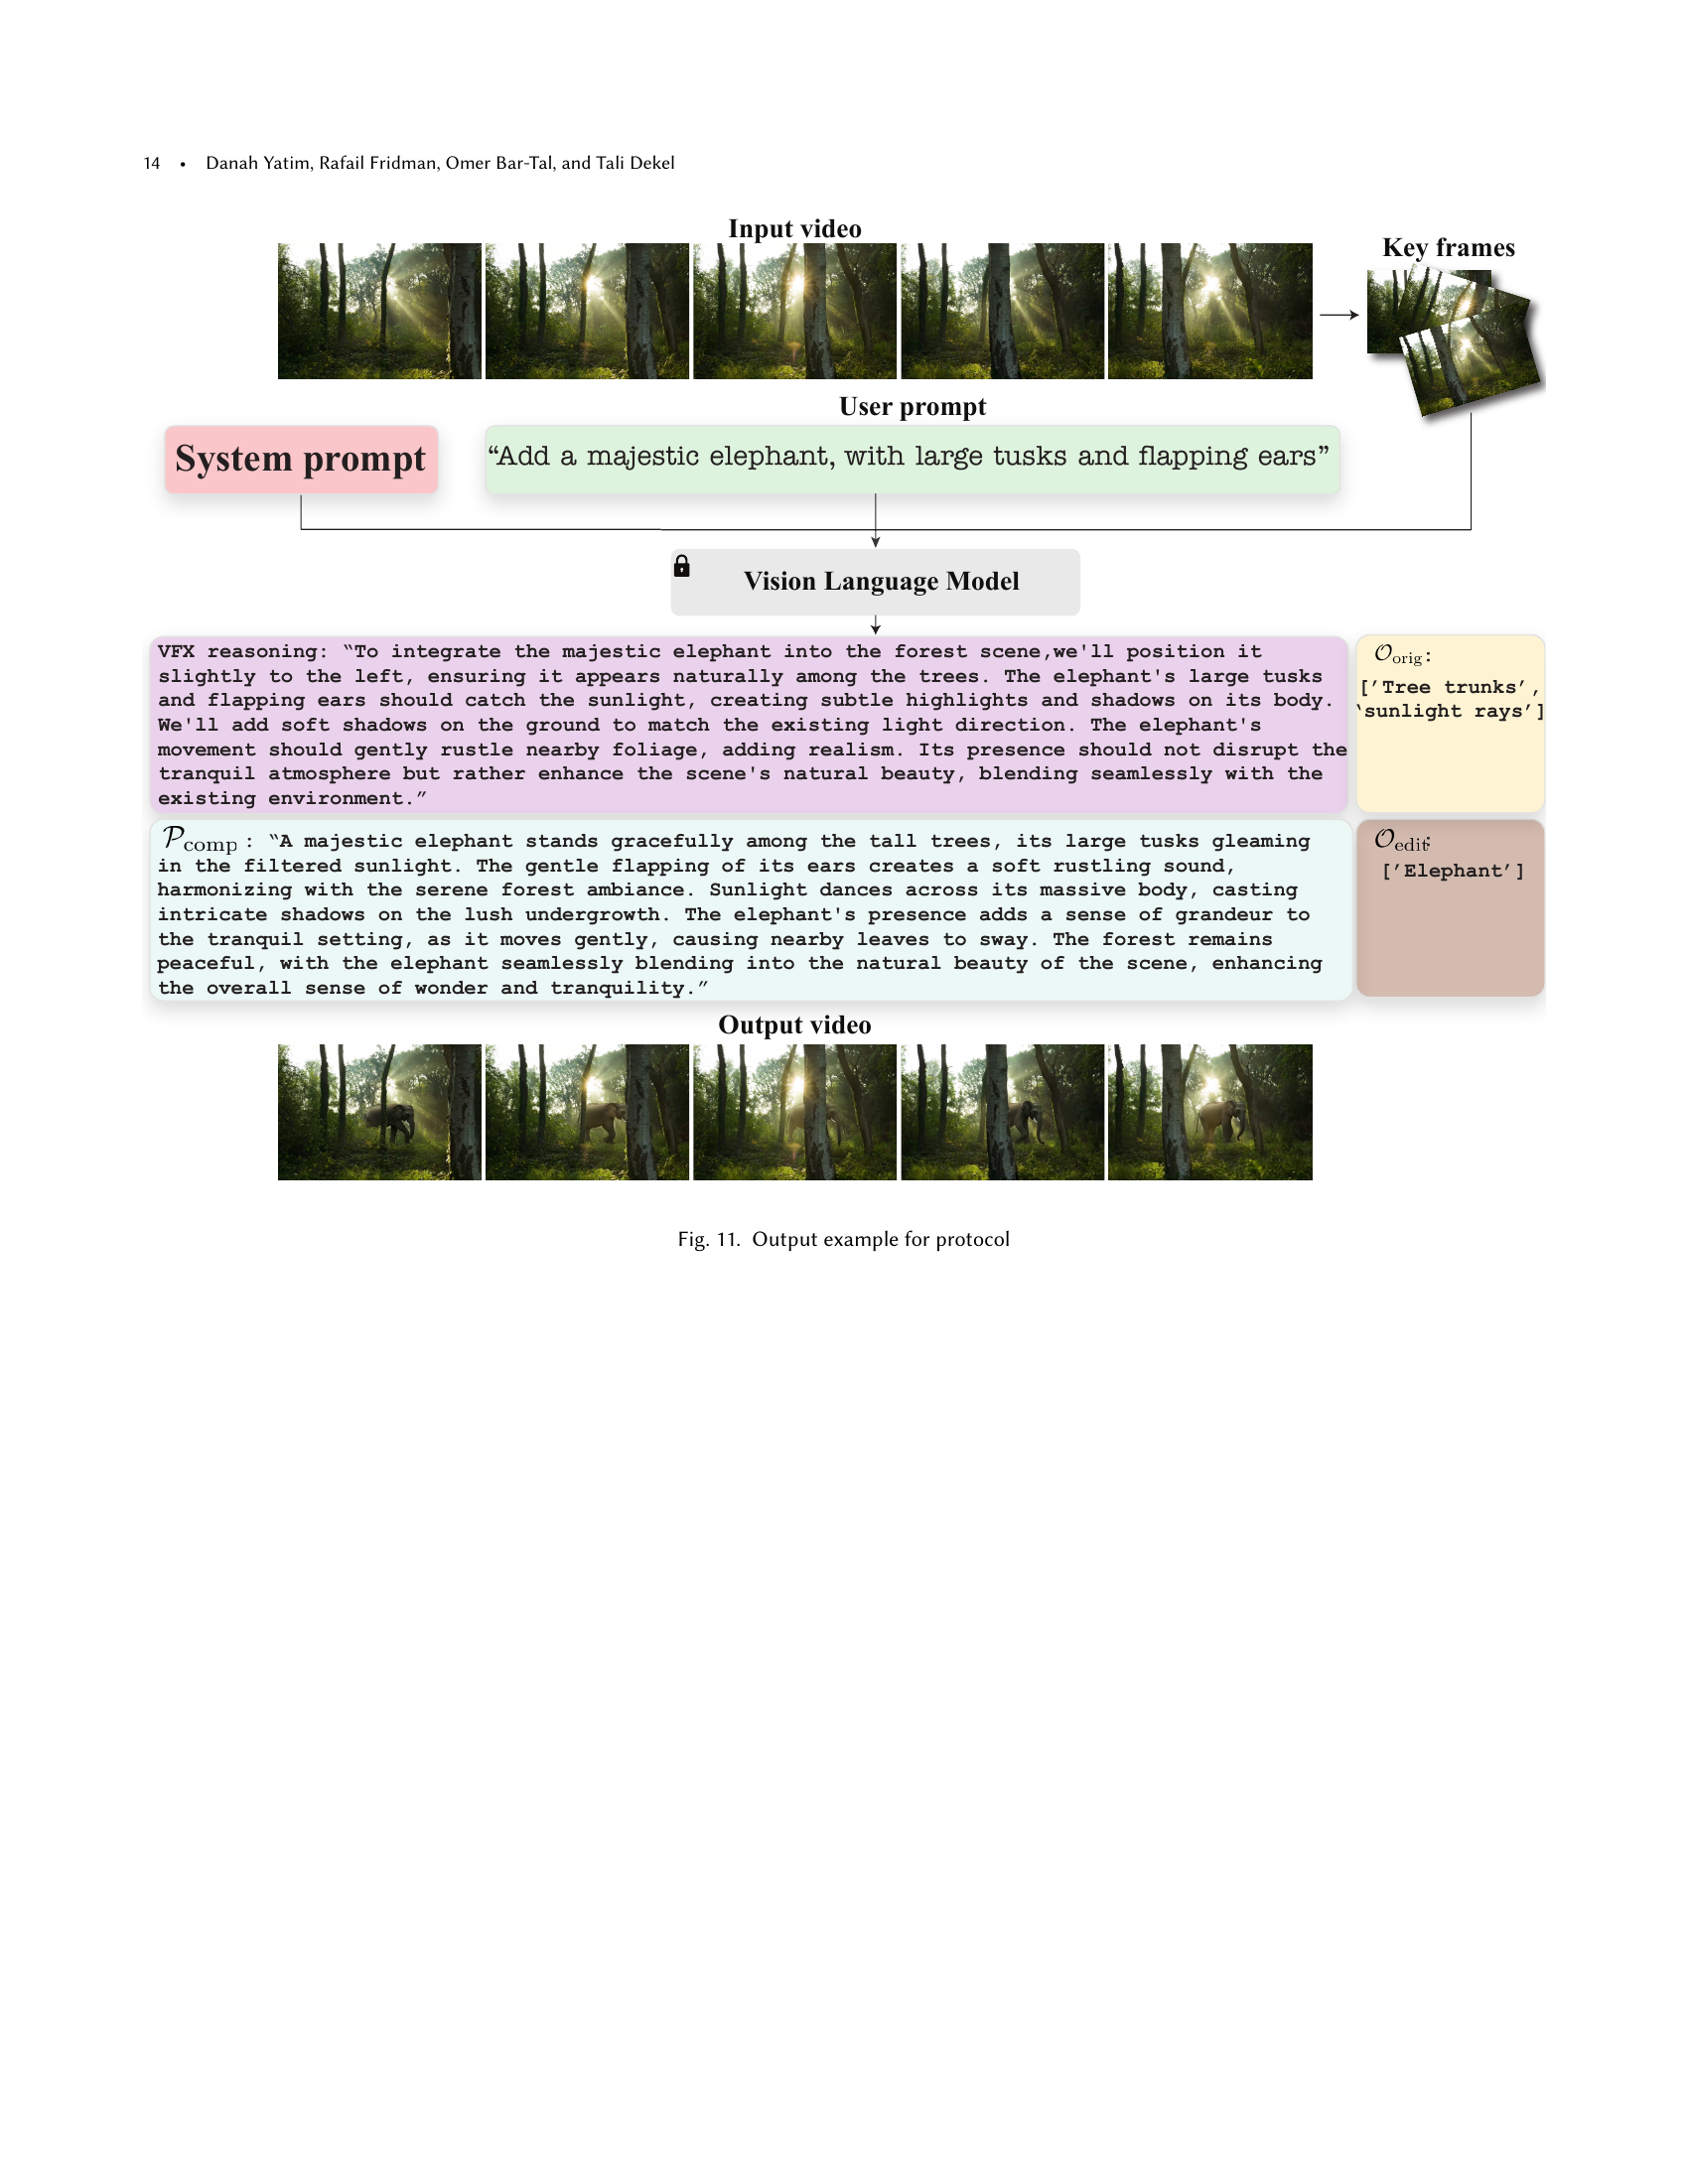 14 • Danah Yatim, Rafail Fridman, Omer Bar-Tal, and Tali Dekel
Input video
Key frames
User prompt
System prompt
“Add a majestic elephant, with large tusks and flapping ears”
Vision Language Model
VFX reasoning: “To integrate the majestic elephant into the forest scene,we'll position it
slightly to the left, ensuring it appears naturally among the trees. The elephant's large tusks
and flapping ears should catch the sunlight, creating subtle highlights and shadows on its body.
We'll add soft shadows on the ground to match the existing light direction. The elephant's
movement should gently rustle nearby foliage, adding realism. Its presence should not disrupt the
tranquil atmosphere but rather enhance the scene's natural beauty, blending seamlessly with the
existing environment.”
𝒪orig:
[’Tree trunks’,
‘sunlight rays’]
𝒫comp : “A majestic elephant stands gracefully among the tall trees, its large tusks gleaming
in the filtered sunlight. The gentle flapping of its ears creates a soft rustling sound,
harmonizing with the serene forest ambiance. Sunlight dances across its massive body, casting
intricate shadows on the lush undergrowth. The elephant's presence adds a sense of grandeur to
the tranquil setting, as it moves gently, causing nearby leaves to sway. The forest remains
peaceful, with the elephant seamlessly blending into the natural beauty of the scene, enhancing
the overall sense of wonder and tranquility.”
𝒪edit:
[’Elephant’]
Output video
Fig. 11. Output example for protocol